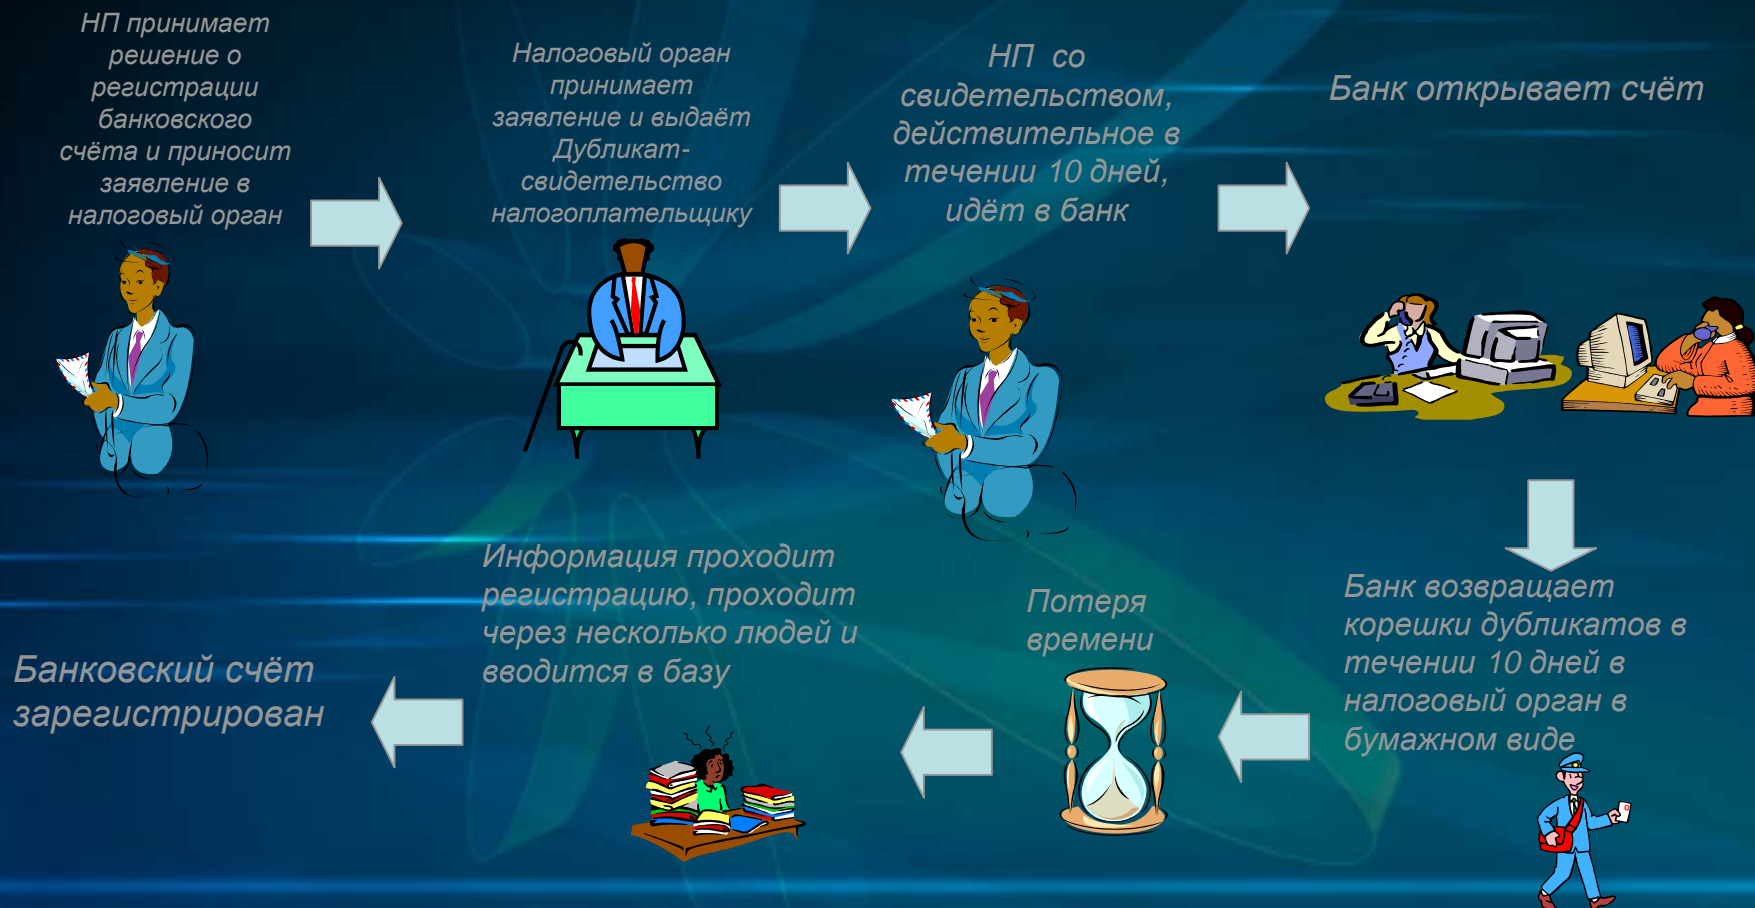 НП принимает
решение о
регистрации
банковского
счёта и приносит
заявление в
налоговый орган
Налоговый орган
принимает
заявление и выдаёт
Дубликат-
свидетельство
налогоплательщику
НП со
свидетельством,
действительное в
течении 10 дней,
идёт в банк
Банк открывает счёт
Банк возвращает
корешки дубликатов в
течении 10 дней в
налоговый орган в
бумажном виде
Потеря
времени
Информация проходит
регистрацию, проходит
через несколько людей и
вводится в базу
Банковский счёт
зарегистрирован